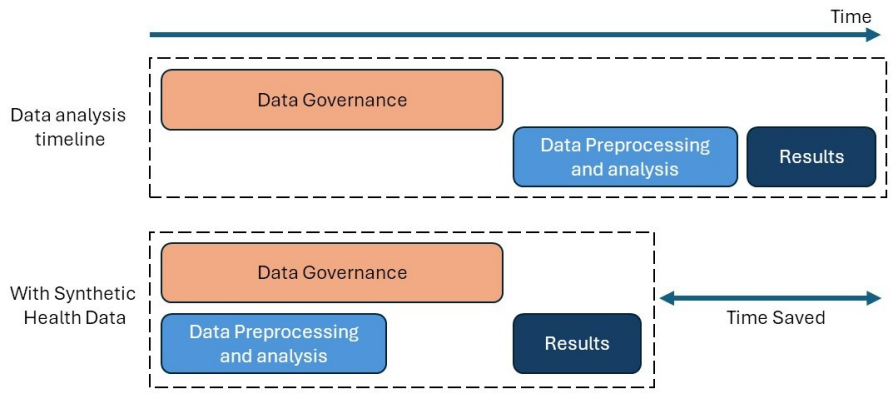 Time
Data analysis
timeline
Data Governance
Data Preprocessing
and analysis
Results
With Synthetic
Health Data
Data Governance
Data Preprocessing
and analysis
Results
Time Saved